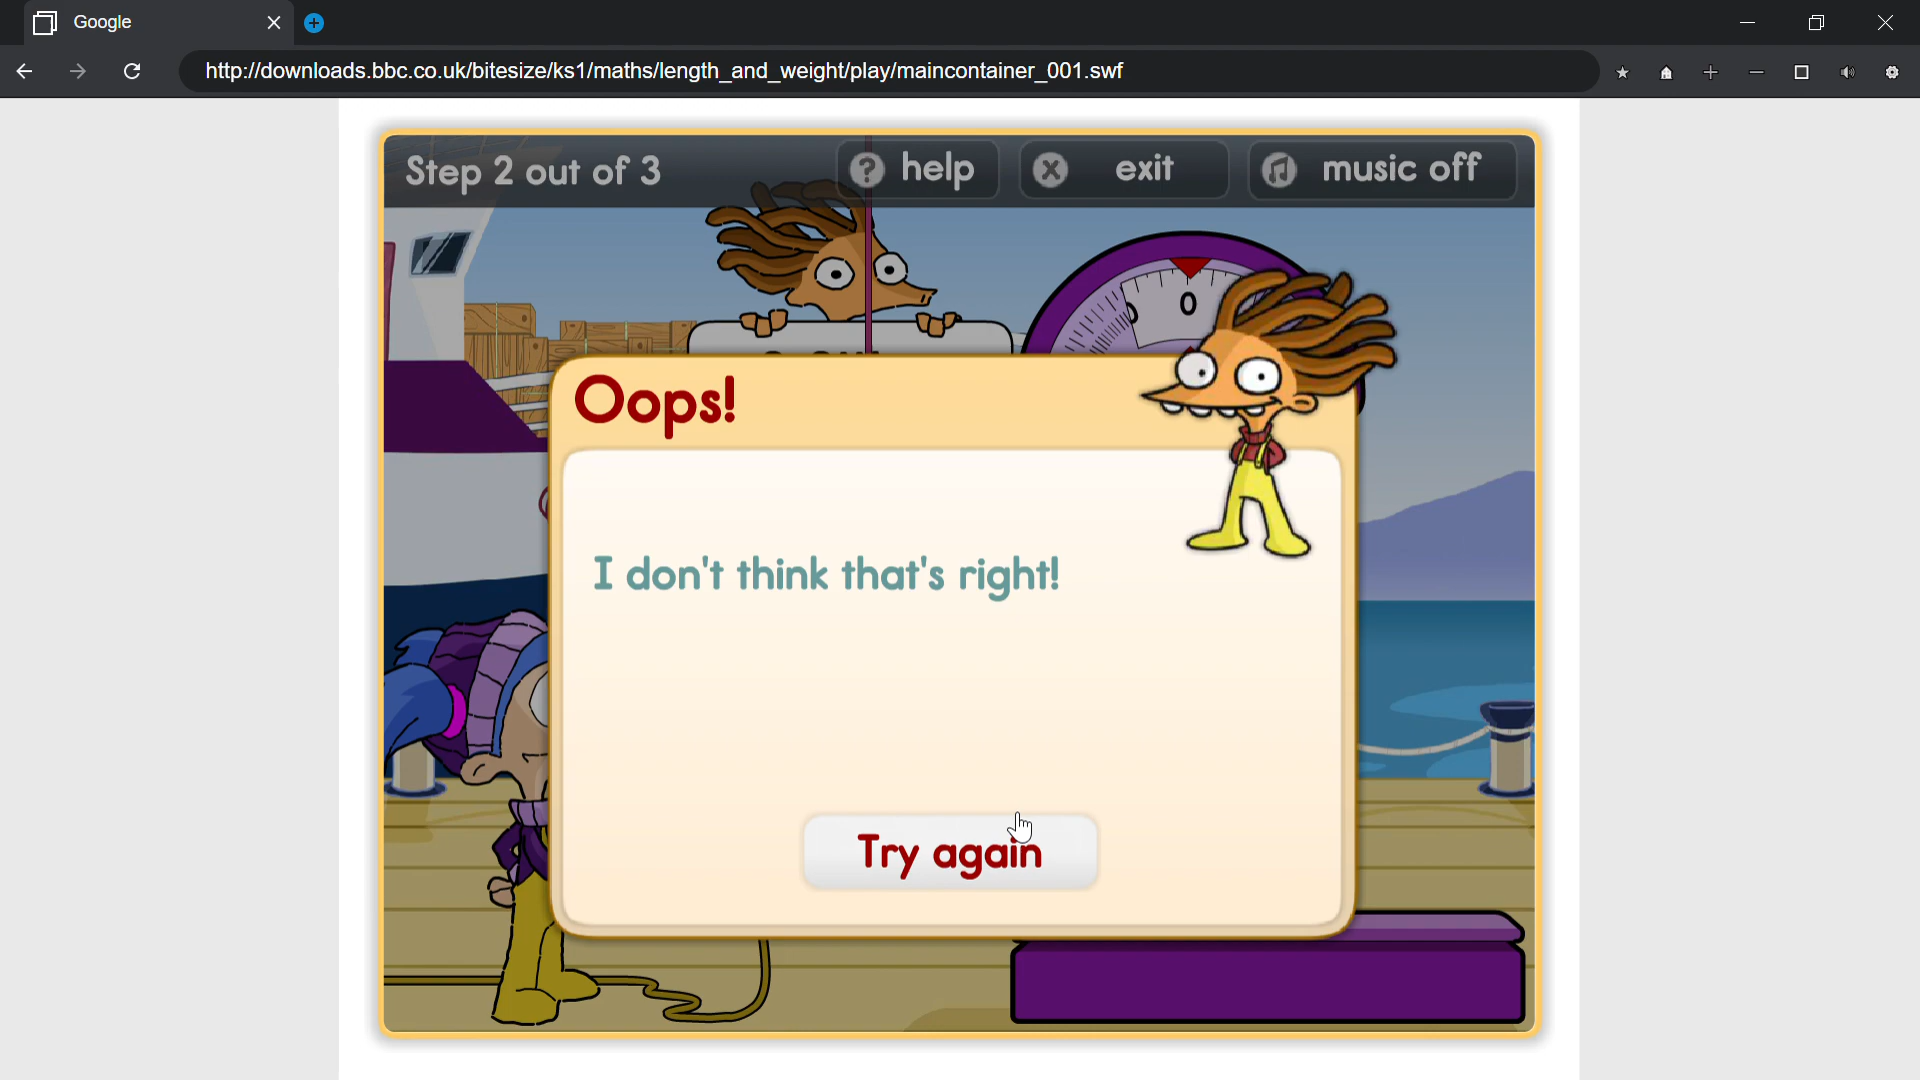 Google
http://downloads.bbc.co.uk/bitesize/ks1/maths/length_and_weight/play/maincontainer_001.swf
Step 2 out of 3
? help
x exit
music off
0
Oops!
I don't think that's right!
Try again